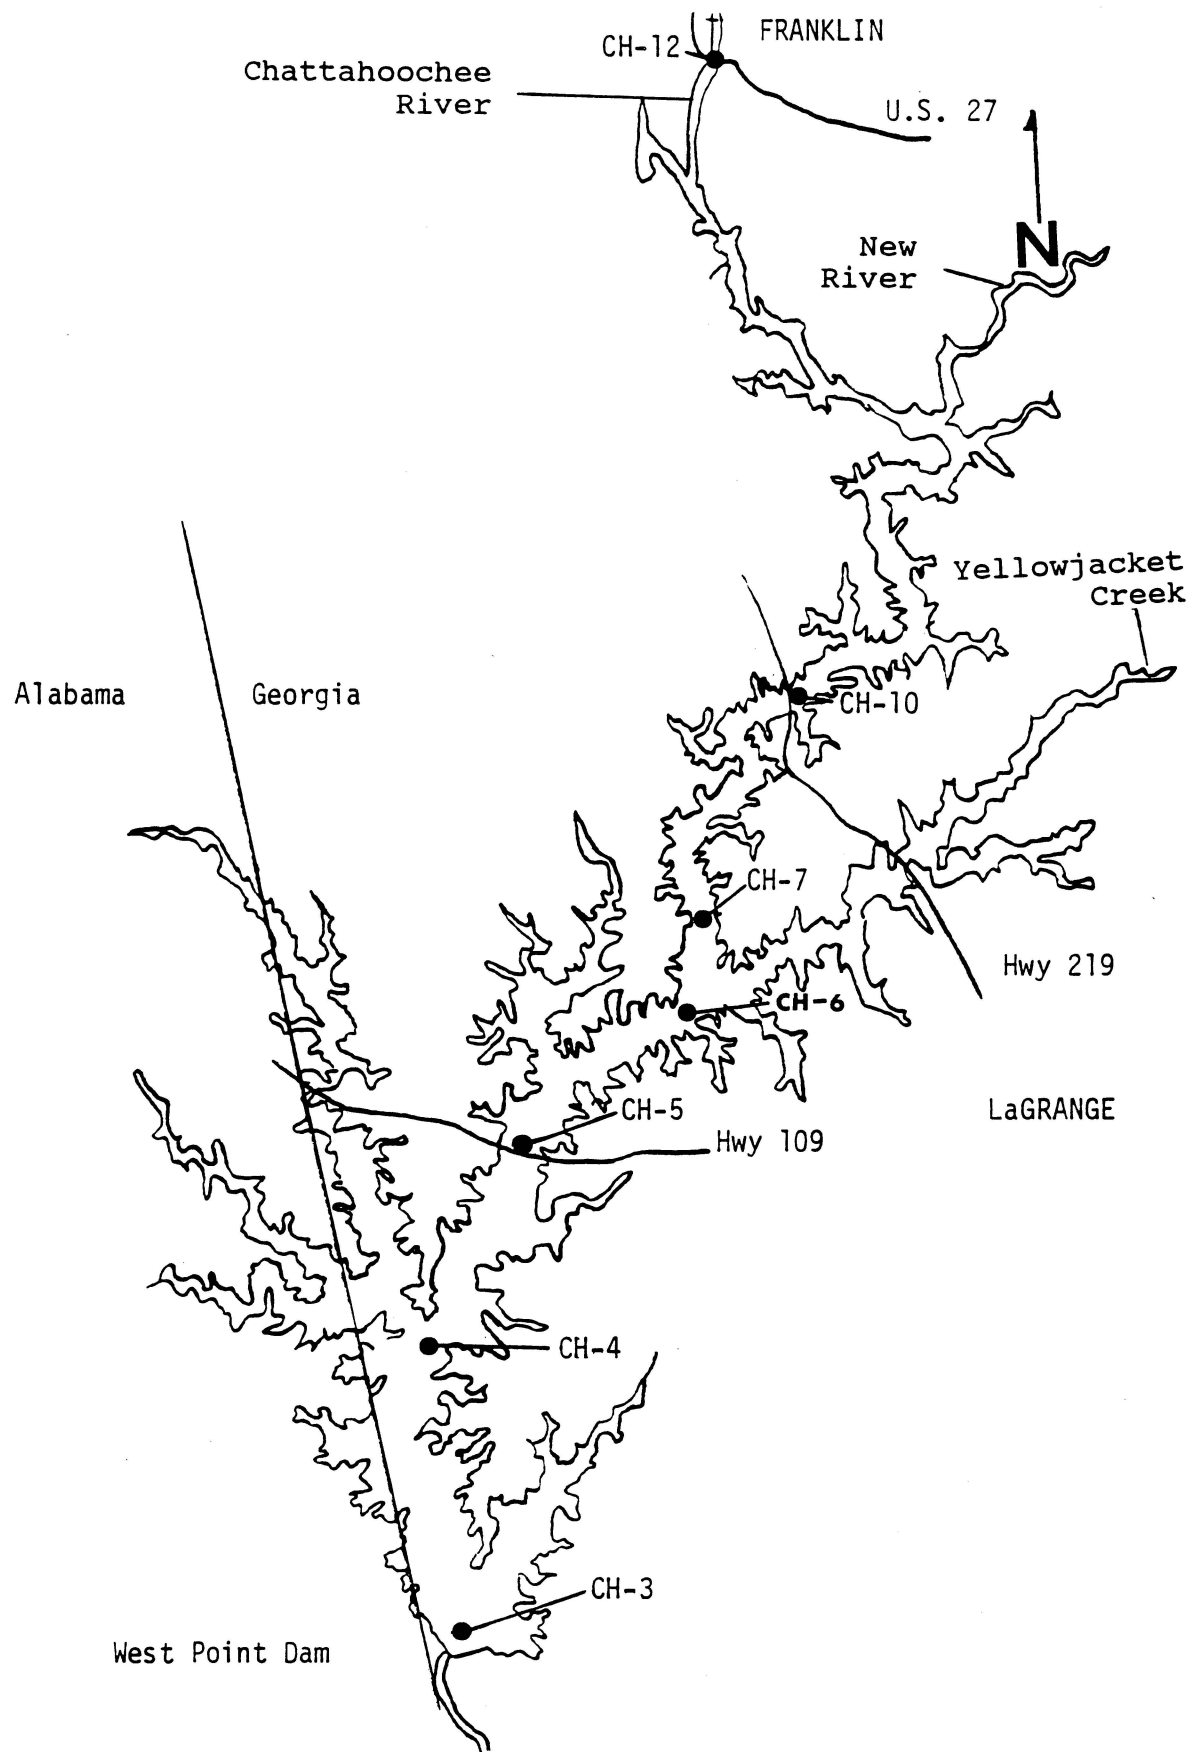 FRANKLIN
CH-12
Chattahoochee
River
U.S. 27
N
New
River
Yellowjacket
Creek
Alabama
Georgia
CH-10
CH-7
Hwy 219
CH-6
CH-5
LaGRANGE
Hwy 109
CH-4
CH-3
West Point Dam